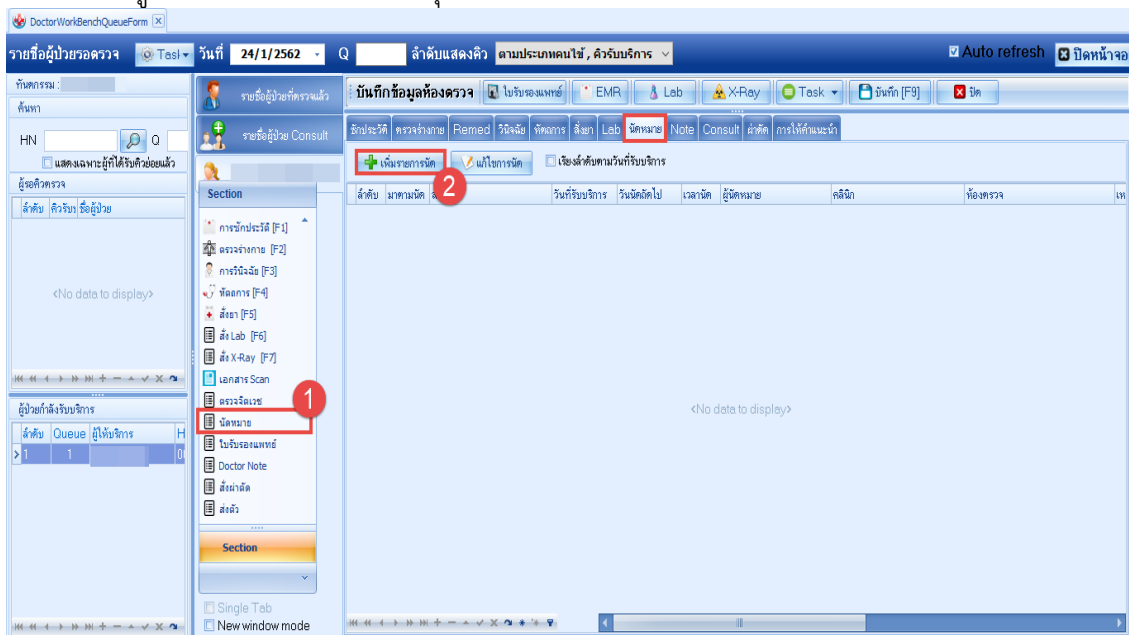 DoctorWorkBenchQueueForm
รายชื่อผู้ป่วยรอตรวจ Task วันที่ 24/1/2562 Q ลำดับแสดงคิว ตามประเภทคนไข้ , คิวรับบริการ Auto refresh ปิดหน้าจอ
ทันตกรรม :
ค้นหา
HN Q
แสดงเฉพาะผู้ที่ได้รับคิวย่อยแล้ว
ผู้รอคิวตรวจ
ลำดับ คิวรับ ชื่อผู้ป่วย
<No data to display>
ผู้ป่วยกำลังรับบริการ
ลำดับ Queue ผู้ให้บริการ H
1 1
รายชื่อผู้ป่วยที่ตรวจแล้ว
รายชื่อผู้ป่วย Consult
Section
การซักประวัติ [F1]
ตรวจร่างกาย [F2]
การวินิจฉัย [F3]
หัตถการ [F4]
สั่งยา [F5]
สั่ง Lab [F6]
สั่ง X-Ray [F7]
เอกสาร Scan
1
ตรวจจิตเวช
นัดหมาย
ใบรับรองแพทย์
Doctor Note
สั่งผ่าตัด
ส่งตัว
Section
Single Tab
New window mode
บันทึกข้อมูลห้องตรวจ ใบรับรองแพทย์ EMR Lab X-Ray Task บันทึก [F9] ปิด
ซักประวัติ ตรวจร่างกาย Remed วินิจฉัย หัตถการ สั่งยา Lab นัดหมาย Note Consult ผ่าตัด การให้คำแนะนำ
เพิ่มรายการนัด แก้ไขการนัด เรียงลำดับตามวันที่รับบริการ
2
ลำดับ มาตามนัด วันที่รับบริการ วันนัดถัดไป เวลานัด ผู้นัดหมาย คลินิก ห้องตรวจ เห
<No data to display>